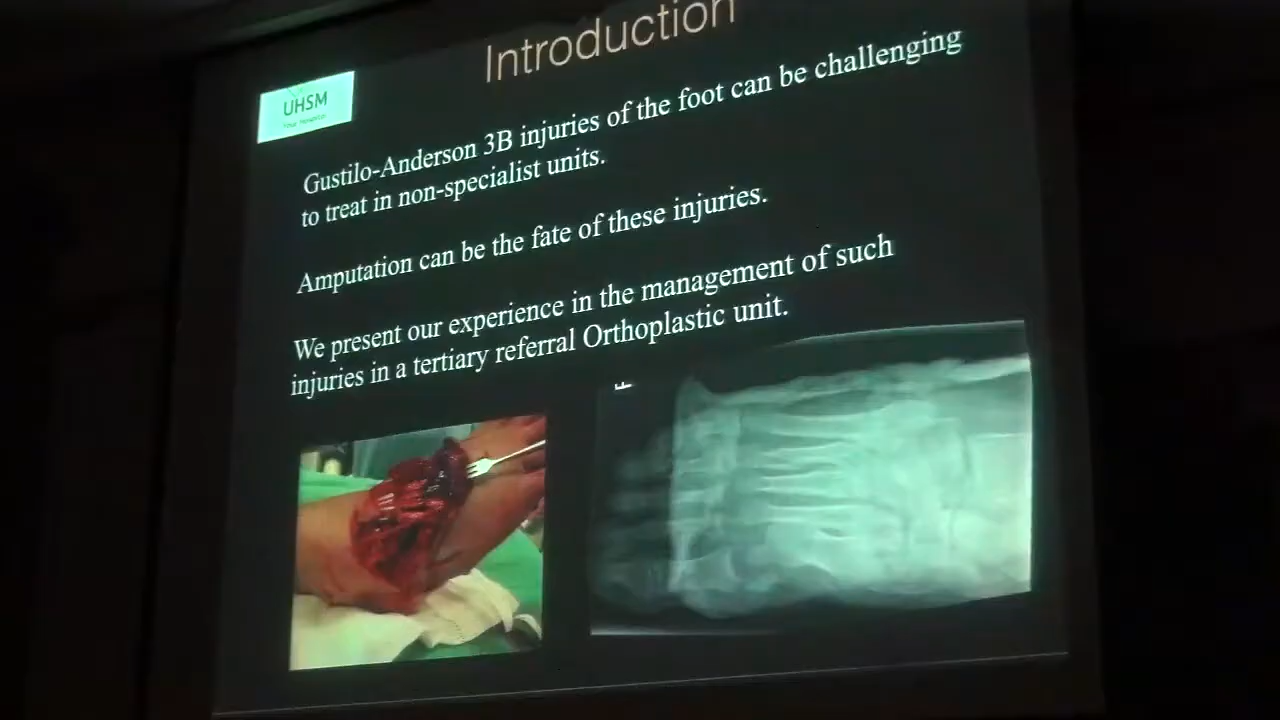 Introduction
UHSM
Your Hospital
Gustilo-Anderson 3B injuries of the foot can be challenging
to treat in non-specialist units.
Amputation can be the fate of these injuries.
We present our experience in the management of such
injuries in a tertiary referral Orthoplastic unit.